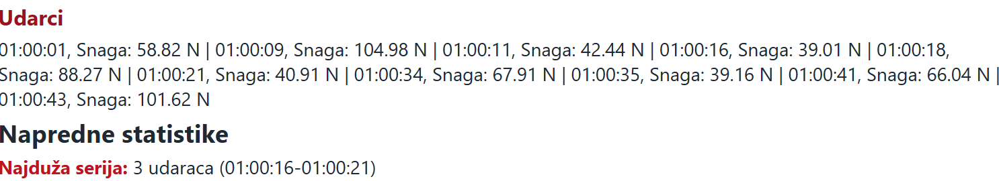 Udarci
01:00:01, Snaga: 58.82 N | 01:00:09, Snaga: 104.98 N | 01:00:11, Snaga: 42.44 N | 01:00:16, Snaga: 39.01 N | 01:00:18,
Snaga: 88.27 N | 01:00:21, Snaga: 40.91 N | 01:00:34, Snaga: 67.91 N | 01:00:35, Snaga: 39.16 N | 01:00:41, Snaga: 66.04 N |
01:00:43, Snaga: 101.62 N
Napredne statistike
Najduža serija: 3 udaraca (01:00:16-01:00:21)